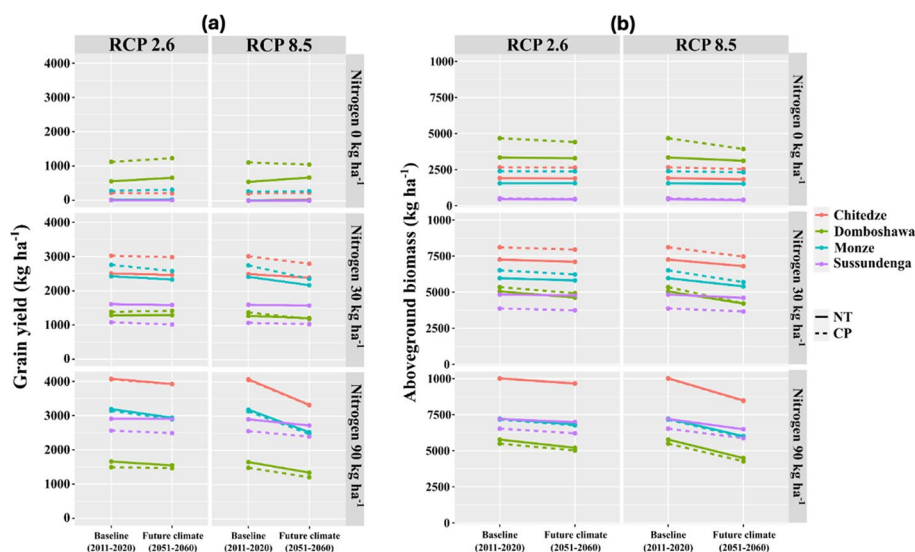 (a)
RCP 2.6 RCP 8.5
Grain yield (kg ha⁻¹)
4000
3000
2000
1000
0
Nitrogen 0 kg ha⁻¹
4000
3000
2000
1000
0
Nitrogen 30 kg ha⁻¹
4000
3000
2000
1000
0
Nitrogen 90 kg ha⁻¹
Baseline Future climate Baseline Future climate
(2011-2020) (2051-2060) (2011-2020) (2051-2060)
(b)
RCP 2.6 RCP 8.5
Aboveground biomass (kg ha⁻¹)
1000
7500
5000
2500
0
Nitrogen 0 kg ha⁻¹
7500
5000
2500
0
Nitrogen 30 kg ha⁻¹
1000
7500
5000
2500
0
Nitrogen 90 kg ha⁻¹
Baseline Future climate Baseline Future climate
(2011-2020) (2051-2060) (2011-2020) (2051-2060)
Chitedze
Domboshawa
Monze
Sussundenga
NT
CP